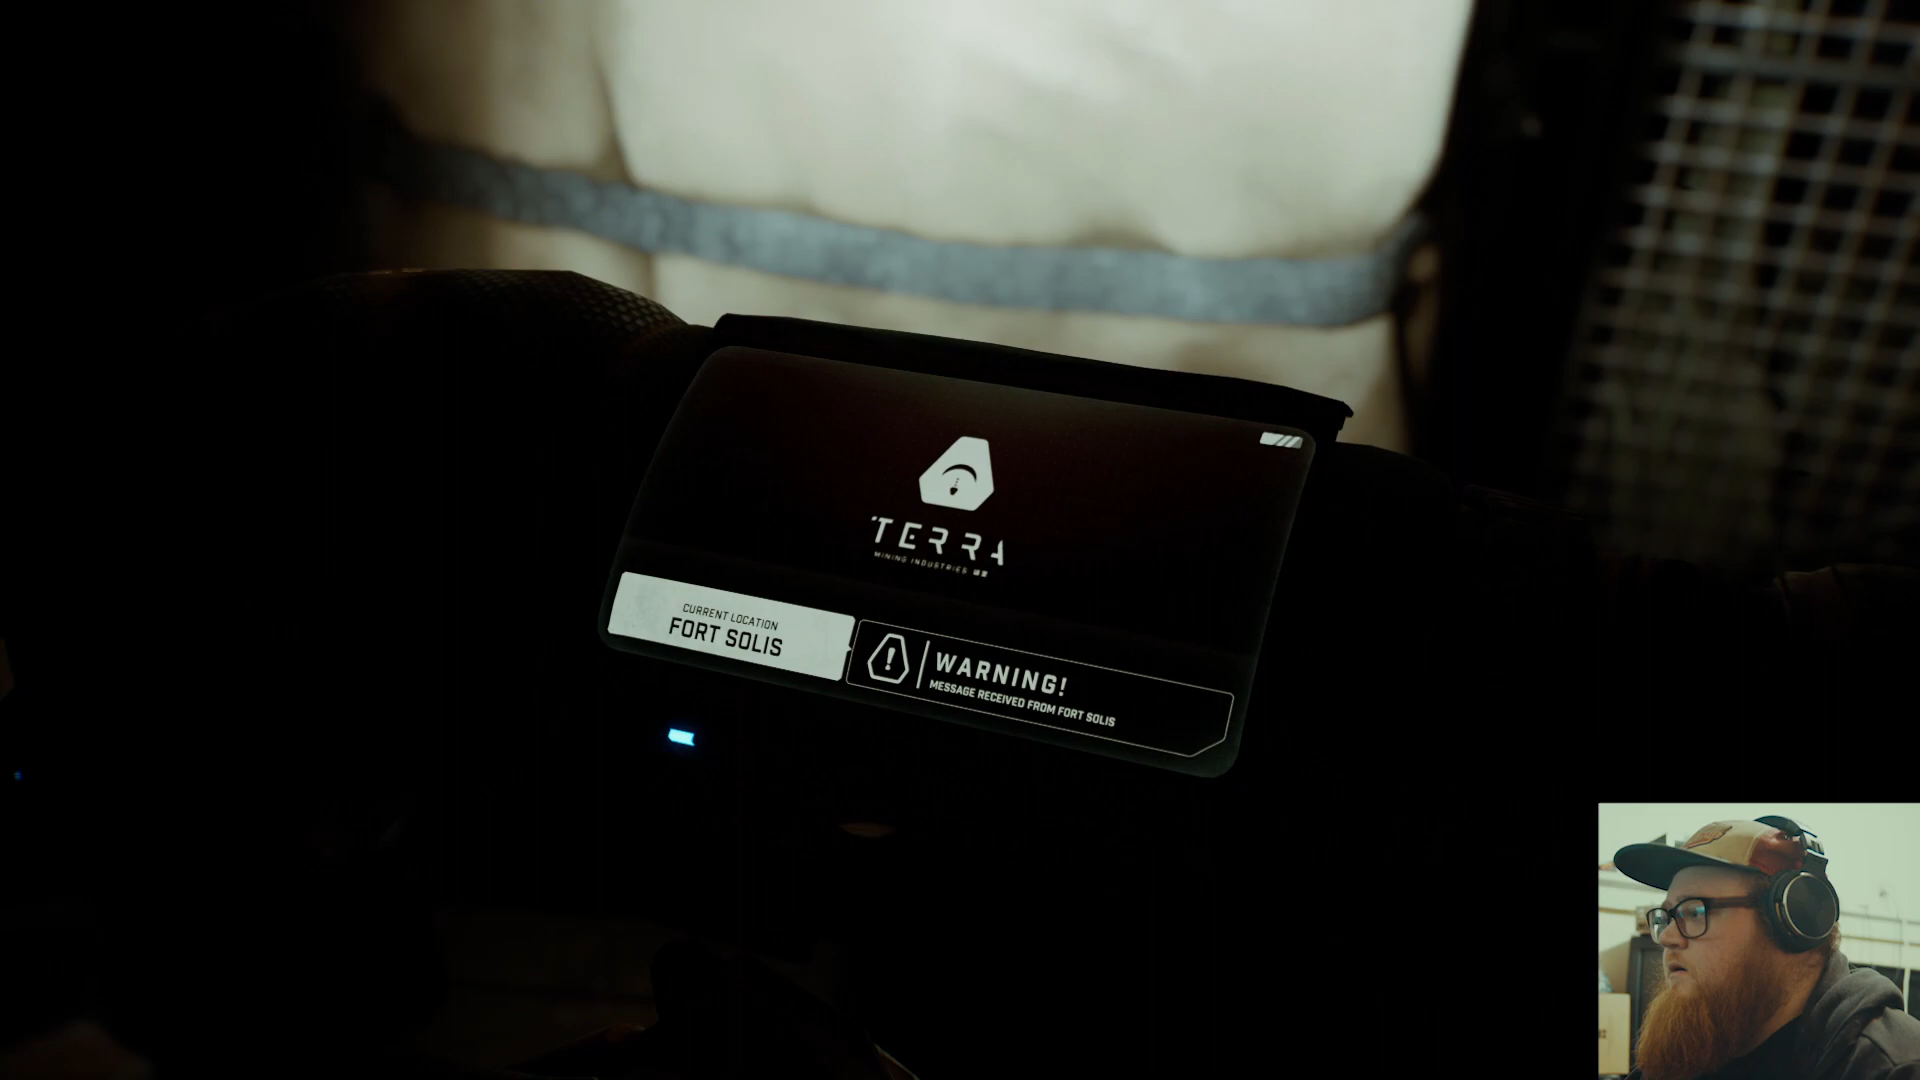 TERRA
MINING INDUSTRIES
CURRENT LOCATION
FORT SOLIS
WARNING!
MESSAGE RECEIVED FROM FORT SOLIS